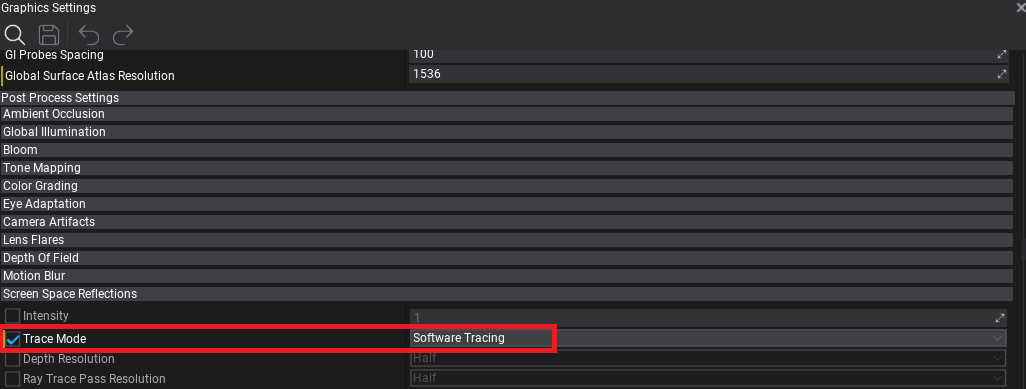 Graphics Settings
GI Probes Spacing 100
Global Surface Atlas Resolution 1536
Post Process Settings
Ambient Occlusion
Global Illumination
Bloom
Tone Mapping
Color Grading
Eye Adaptation
Camera Artifacts
Lens Flares
Depth Of Field
Motion Blur
Screen Space Reflections
Intensity 1
Trace Mode Software Tracing
Depth Resolution Half
Ray Trace Pass Resolution Half